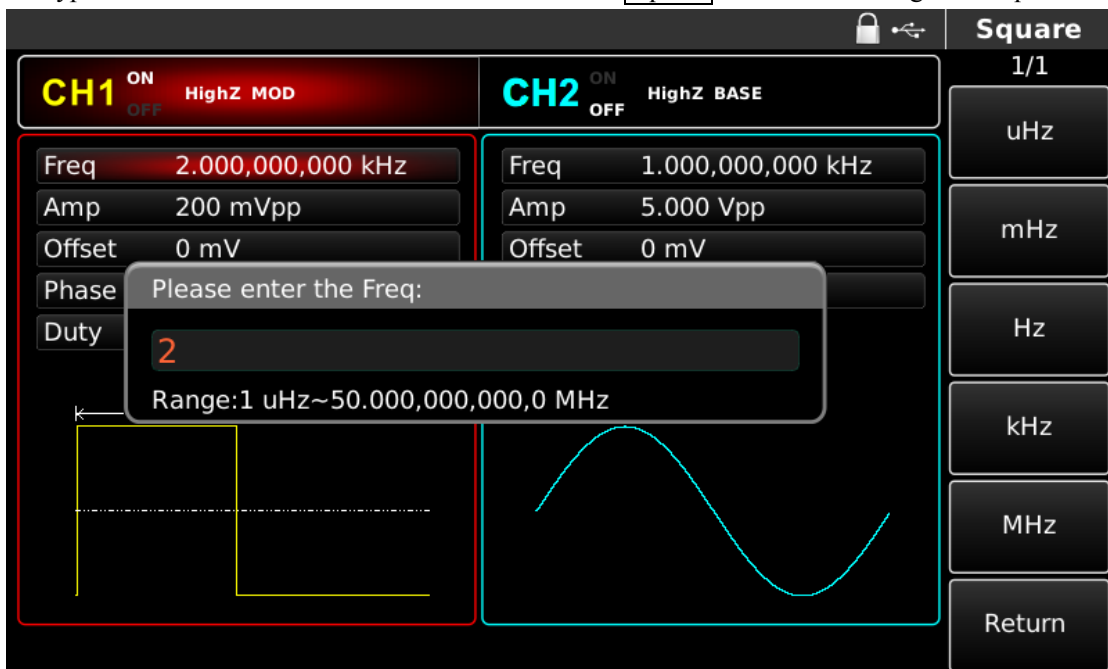 Square
1/1
CH1 ON OFF HighZ MOD
CH2 ON OFF HighZ BASE
Freq 2.000,000,000 kHz
Amp 200 mVpp
Offset 0 mV
Phase
Duty
Freq 1.000,000,000 kHz
Amp 5.000 Vpp
Offset 0 mV
Please enter the Freq:
2
Range:1 uHz~50.000,000,000,0 MHz
uHz
mHz
Hz
kHz
MHz
Return